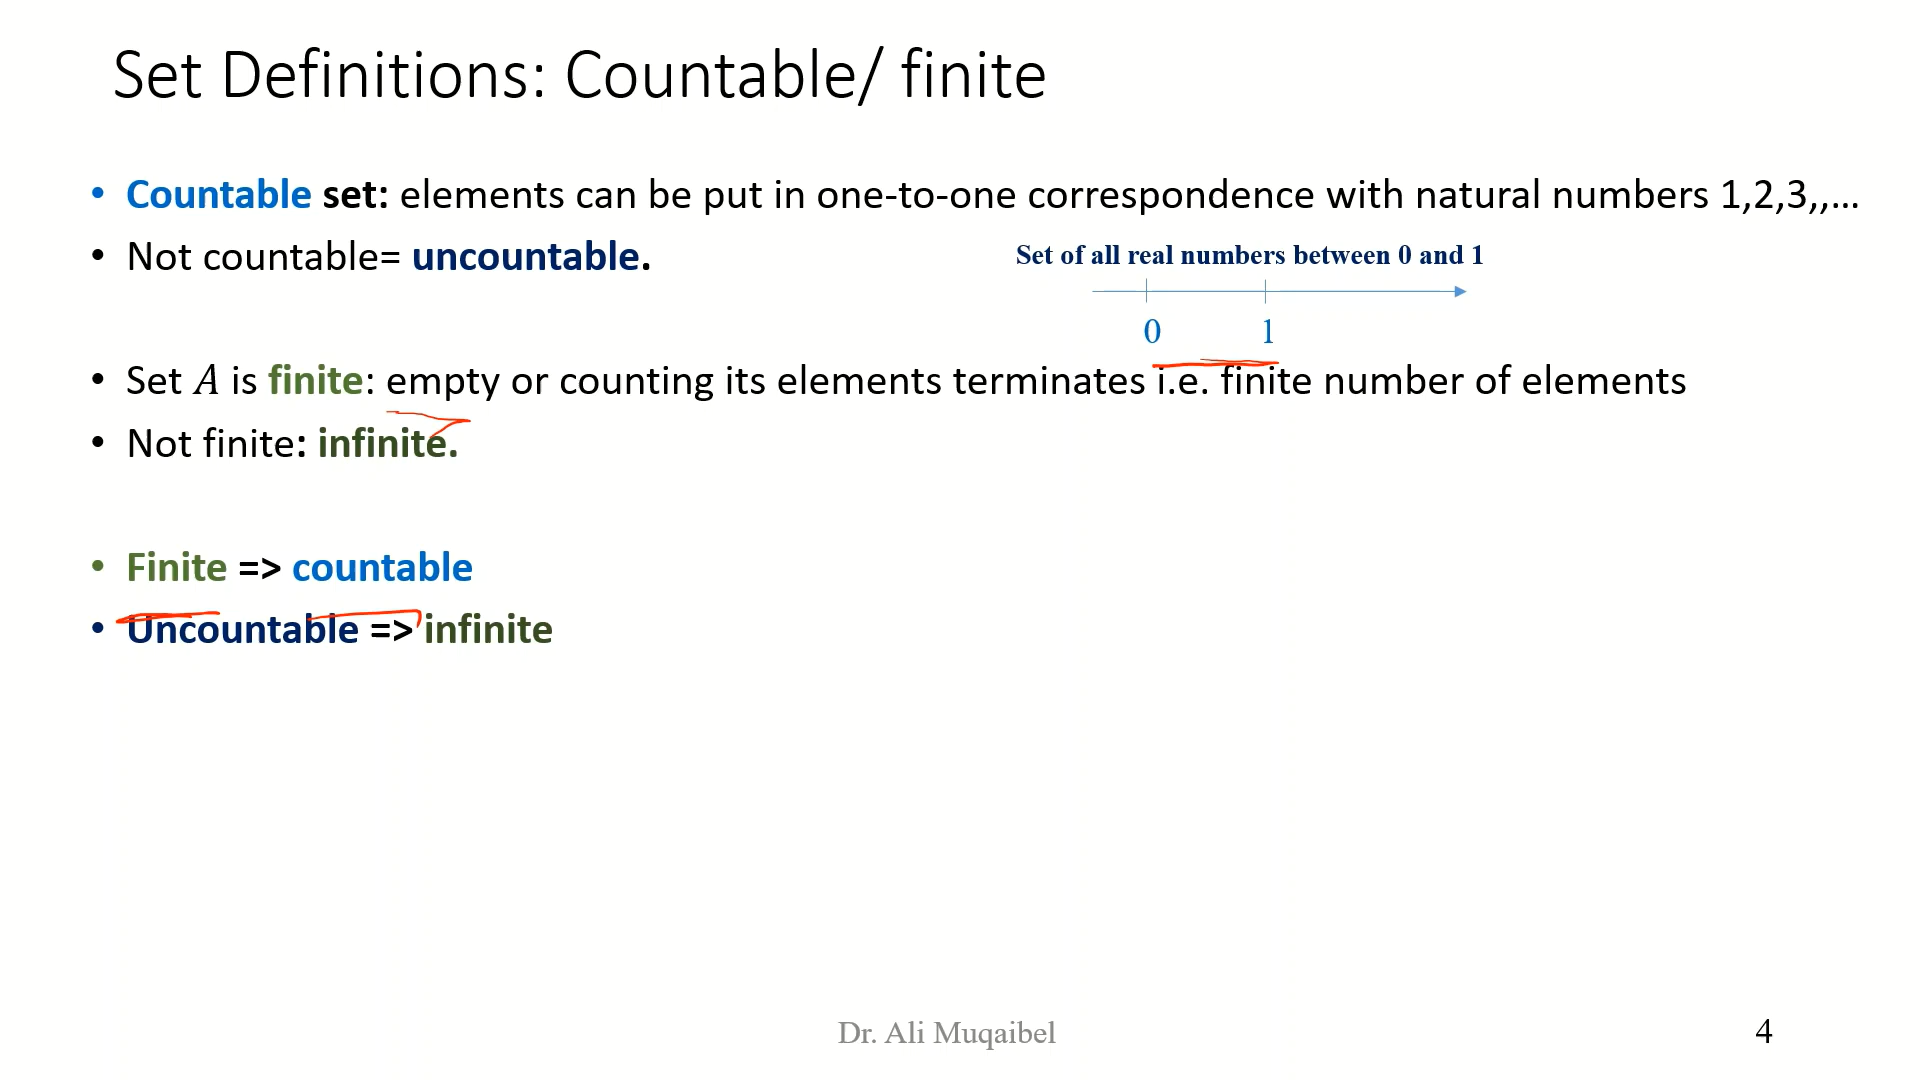 Set Definitions: Countable/ finite
• Countable set: elements can be put in one-to-one correspondence with natural numbers 1,2,3,,…
• Not countable= uncountable.
Set of all real numbers between 0 and 1
0 1
• Set A is finite: empty or counting its elements terminates i.e. finite number of elements
• Not finite: infinite.
• Finite => countable
• Uncountable => infinite
Dr. Ali Muqaibel
4